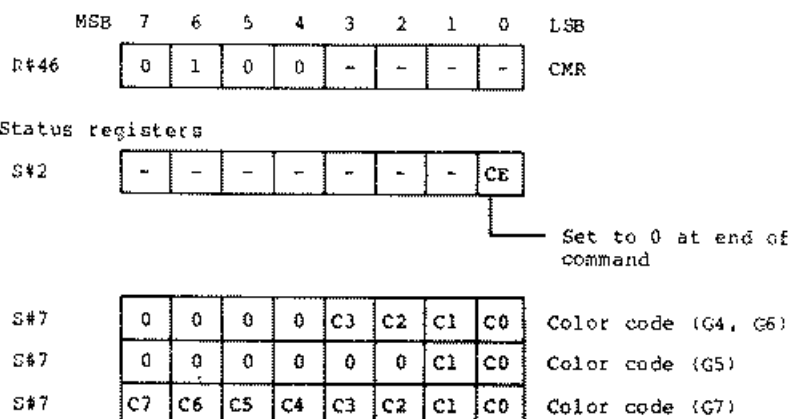 MSB 7 6 5 4 3 2 1 0 LSB
R#46 0 1 0 0 - - - - CMR
Status registers
S#2 - - - - - - - CE
Set to 0 at end of
command
S#7 0 0 0 0 C3 C2 C1 C0 Color code (G4, G6)
S#7 0 0 0 0 0 0 C1 C0 Color code (G5)
S#7 C7 C6 C5 C4 C3 C2 C1 C0 Color code (G7)